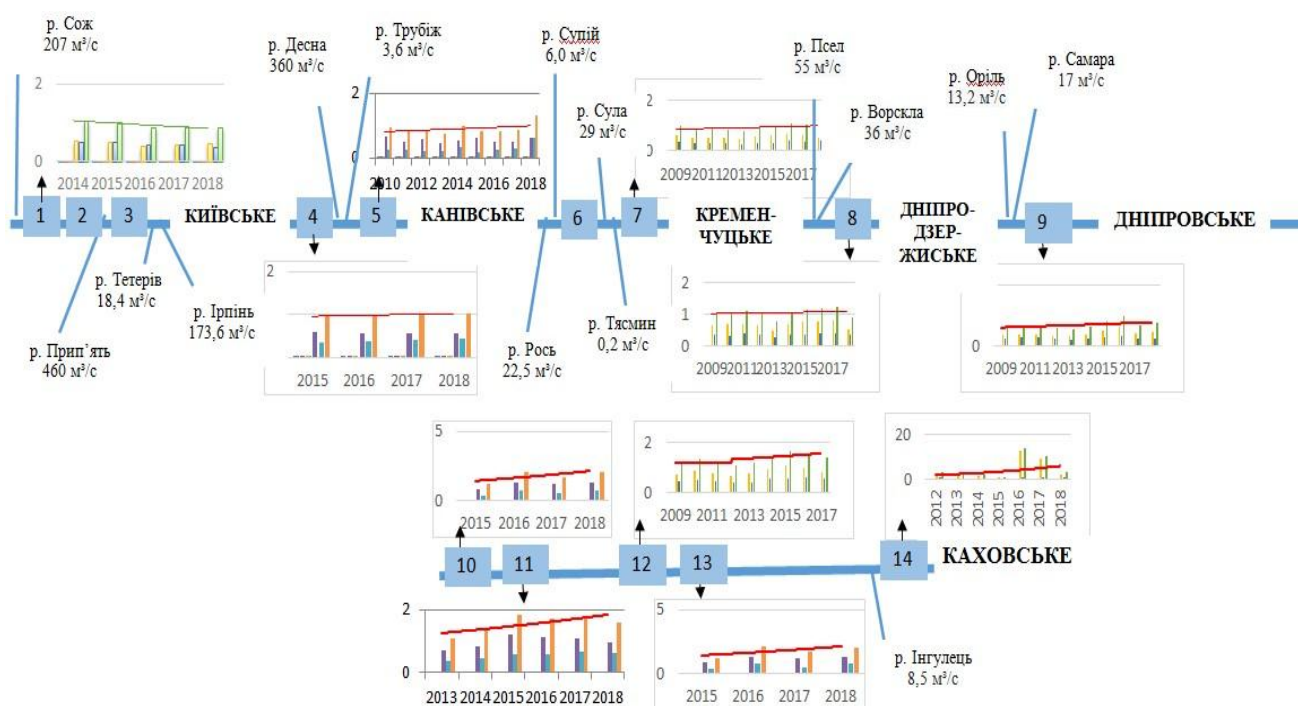 р. Сож
207 м³/с
р. Десна
360 м³/с
р. Трубіж
3,6 м³/с
р. Супій
6,0 м³/с
р. Сула
29 м³/с
р. Псел
55 м³/с
р. Ворскла
36 м³/с
р. Оріль
13,2 м³/с
р. Самара
17 м³/с
2
0
2014 2015 2016 2017 2018
2
0
2010 2012 2014 2016 2018
2
0
2009 2011 2013 2015 2017
1
2
3
КИЇВСЬКЕ
4
5
КАНІВСЬКЕ
6
7
КРЕМЕН-
ЧУЦЬКЕ
8
ДНІПРО-
ДЗЕР-
ЖИСЬКЕ
9
ДНІПРОВСЬКЕ
р. Прип’ять
460 м³/с
р. Тетерів
18,4 м³/с
р. Ірпінь
173,6 м³/с
2
2015 2016 2017 2018
р. Рось
22,5 м³/с
р. Тясмин
0,2 м³/с
2
1
0
2009 2011 2013 2015 2017
0
2009 2011 2013 2015 2017
5
0
2015 2016 2017 2018
2
1
0
2009 2011 2013 2015 2017
20
10
0
2012 2013 2014 2015 2016 2017 2018
10
11
12
13
14
КАХОВСЬКЕ
2
1
0
2013 2014 2015 2016 2017 2018
5
0
2015 2016 2017 2018
р. Інгулець
8,5 м³/с